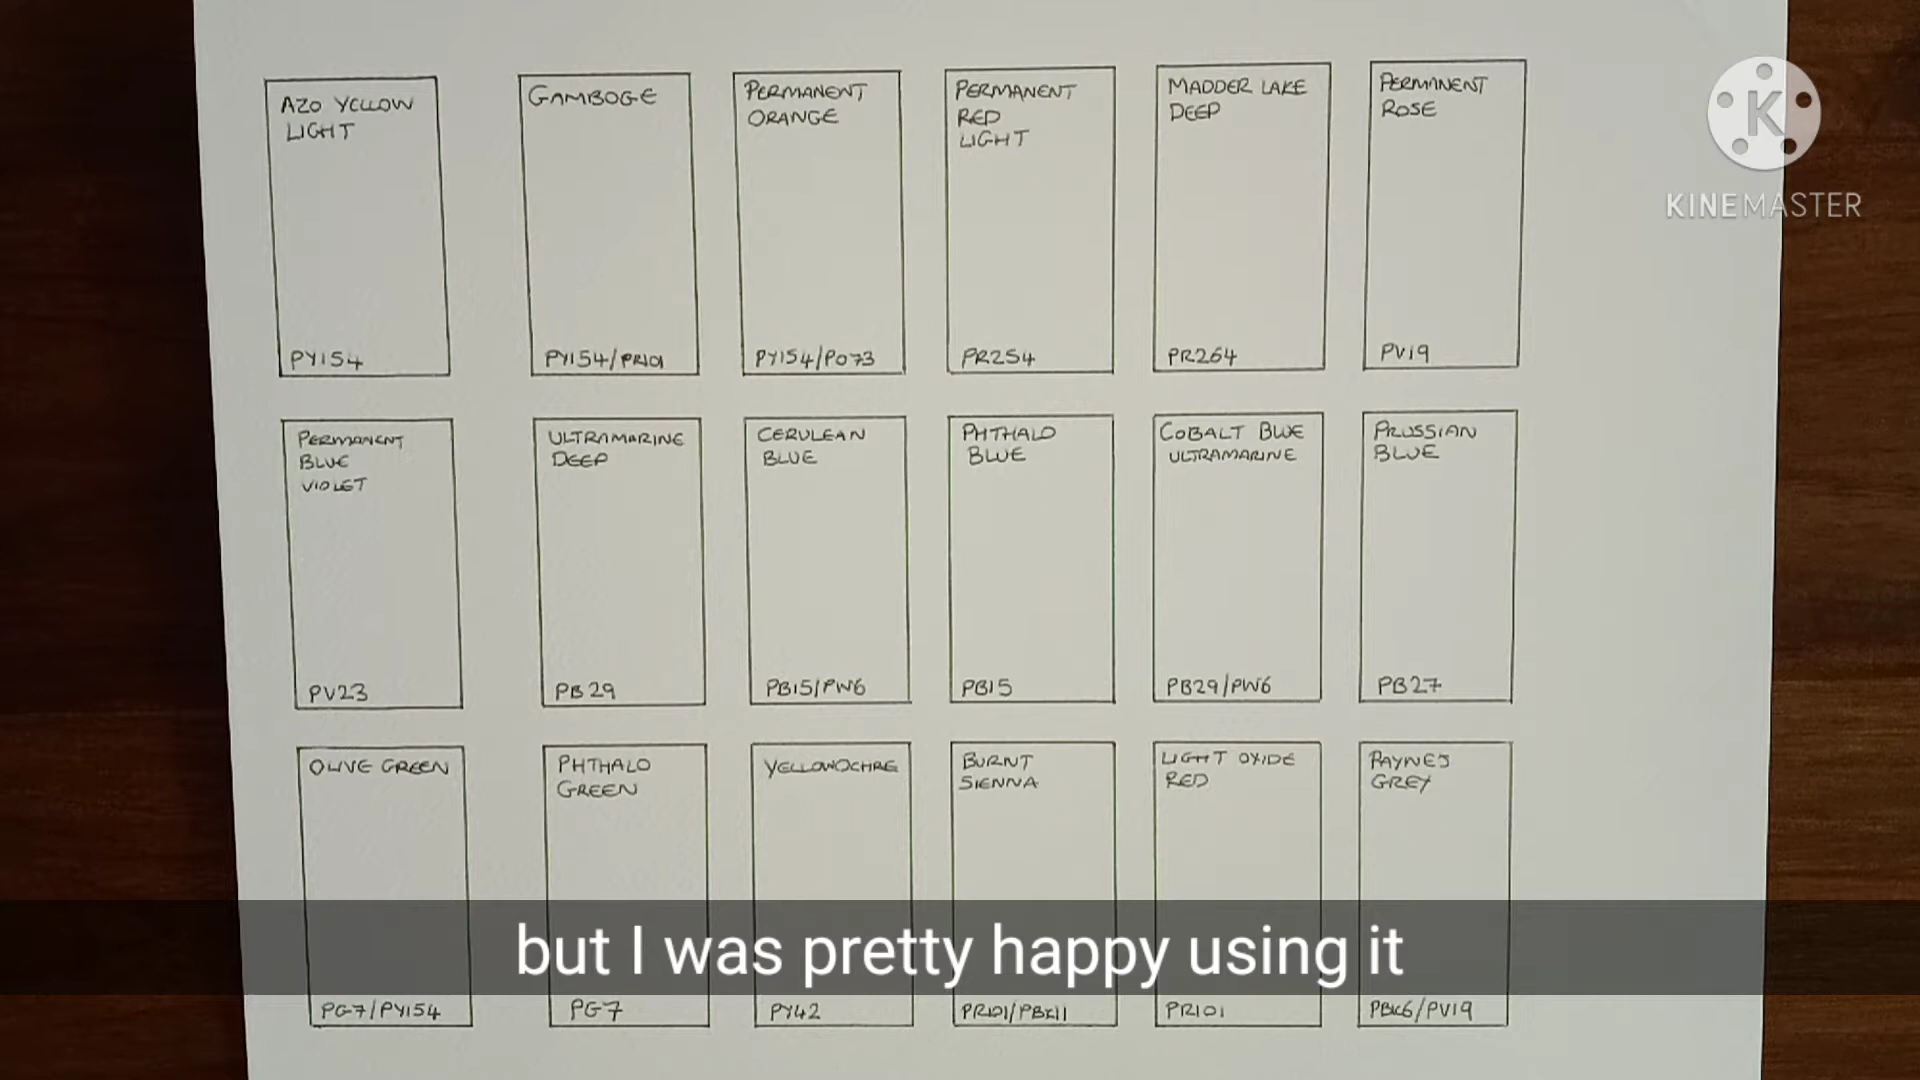 AZO YELLOW
LIGHT
PY154
GAMBOGE
PY154/PR101
PERMANENT
ORANGE
PY154/PO73
PERMANENT
RED
LIGHT
PR254
MADDER LAKE
DEEP
PR264
PERMANENT
ROSE
PV19
KINEMASTER
PERMANENT
BLUE
VIOLET
PV23
ULTRAMARINE
DEEP
PB29
CERULEAN
BLUE
PB15/PW6
PHTHALO
BLUE
PB15
COBALT BLUE
ULTRAMARINE
PB29/PW6
PRUSSIAN
BLUE
PB27
OLIVE GREEN
PG7/PY154
PHTHALO
GREEN
PG7
YELLOWOCHRE
PY42
BURNT
SIENNA
PR101/PBK11
LIGHT OXIDE
RED
PR101
PAYNES
GREY
PBK6/PV19
but I was pretty happy using it